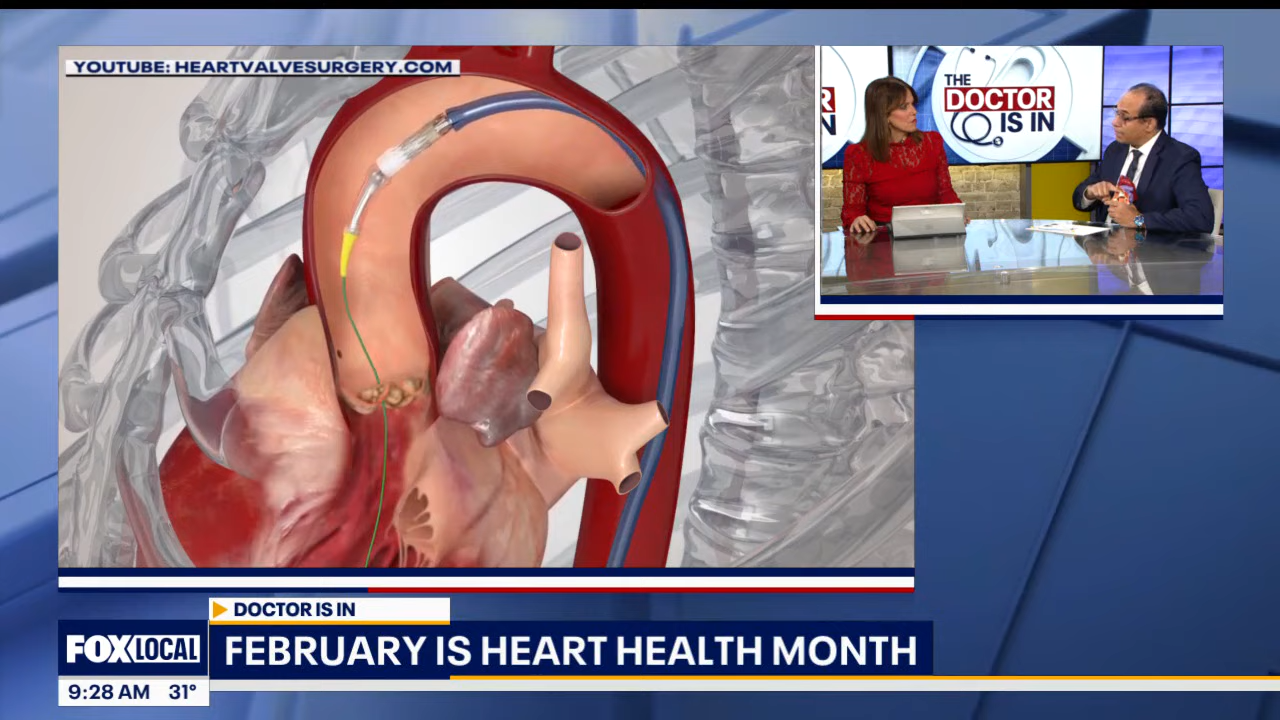 YOUTUBE: HEARTVALVESURGERY.COM
R
N
THE
DOCTOR
IS IN
DOCTOR IS IN
FOX LOCAL
FEBRUARY IS HEART HEALTH MONTH
9:28 AM 31°